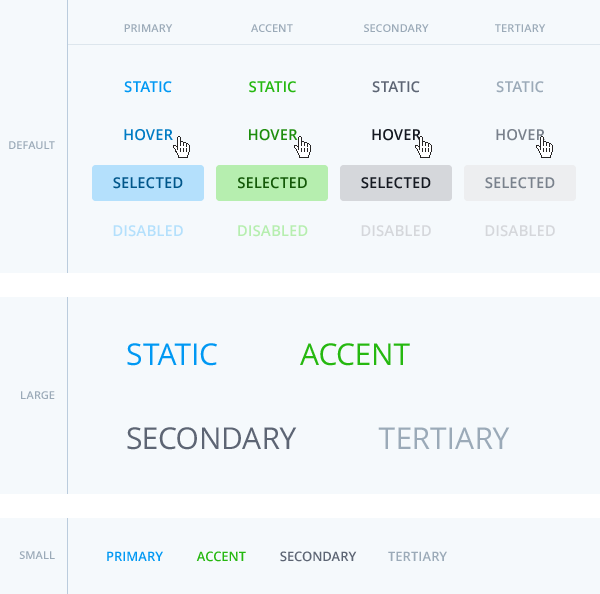 PRIMARY ACCENT SECONDARY TERTIARY
STATIC STATIC STATIC STATIC
HOVER HOVER HOVER HOVER
DEFAULT
SELECTED SELECTED SELECTED SELECTED
DISABLED DISABLED DISABLED DISABLED
STATIC ACCENT
LARGE
SECONDARY TERTIARY
SMALL PRIMARY ACCENT SECONDARY TERTIARY